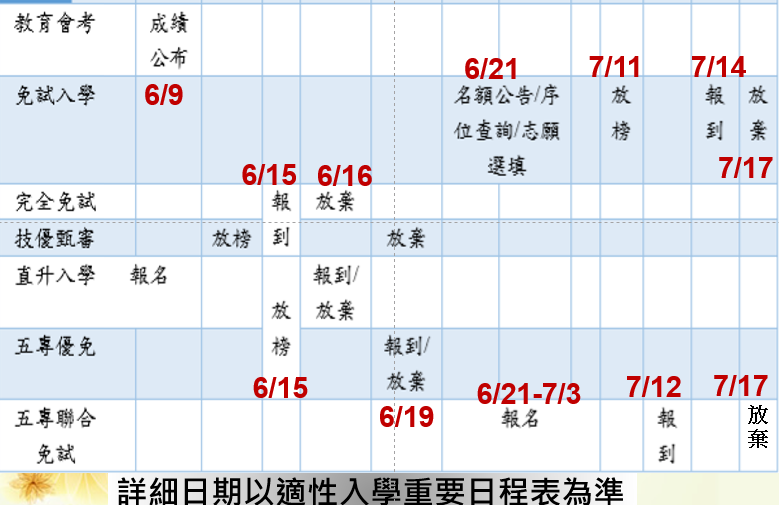 教育會考
成績
公布
6/21
7/11
7/14
免試入學
6/9
名額公告/序
位查詢/志願
選填
放
榜
報
到
放
棄
7/17
6/15
6/16
完全免試
報
到
放棄
技優甄審
放榜
放棄
直升入學
報名
放
榜
報到/
放棄
五專優免
報到/
放棄
6/15
6/19
6/21-7/3
7/12
7/17
五專聯合
免試
報名
報
到
放
棄
詳細日期以適性入學重要日程表為準